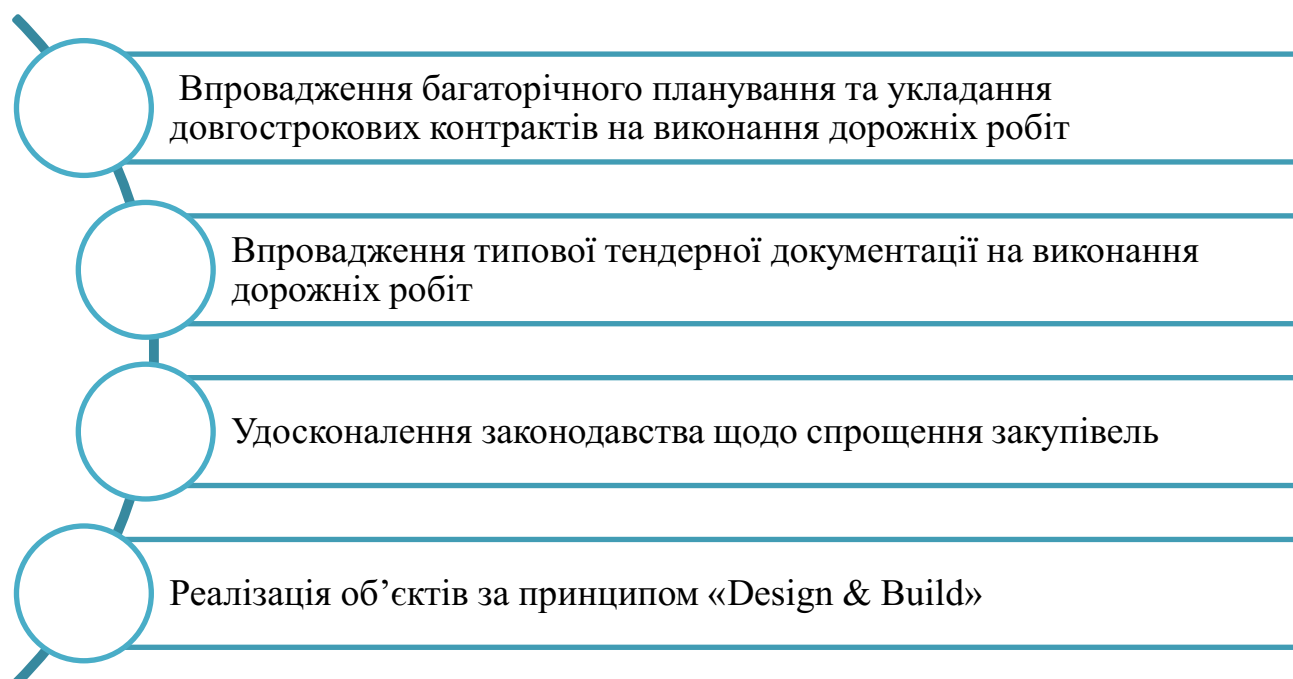 Впровадження багаторічного планування та укладання
довгострокових контрактів на виконання дорожніх робіт
Впровадження типової тендерної документації на виконання
дорожніх робіт
Удосконалення законодавства щодо спрощення закупівель
Реалізація об’єктів за принципом «Design & Build»